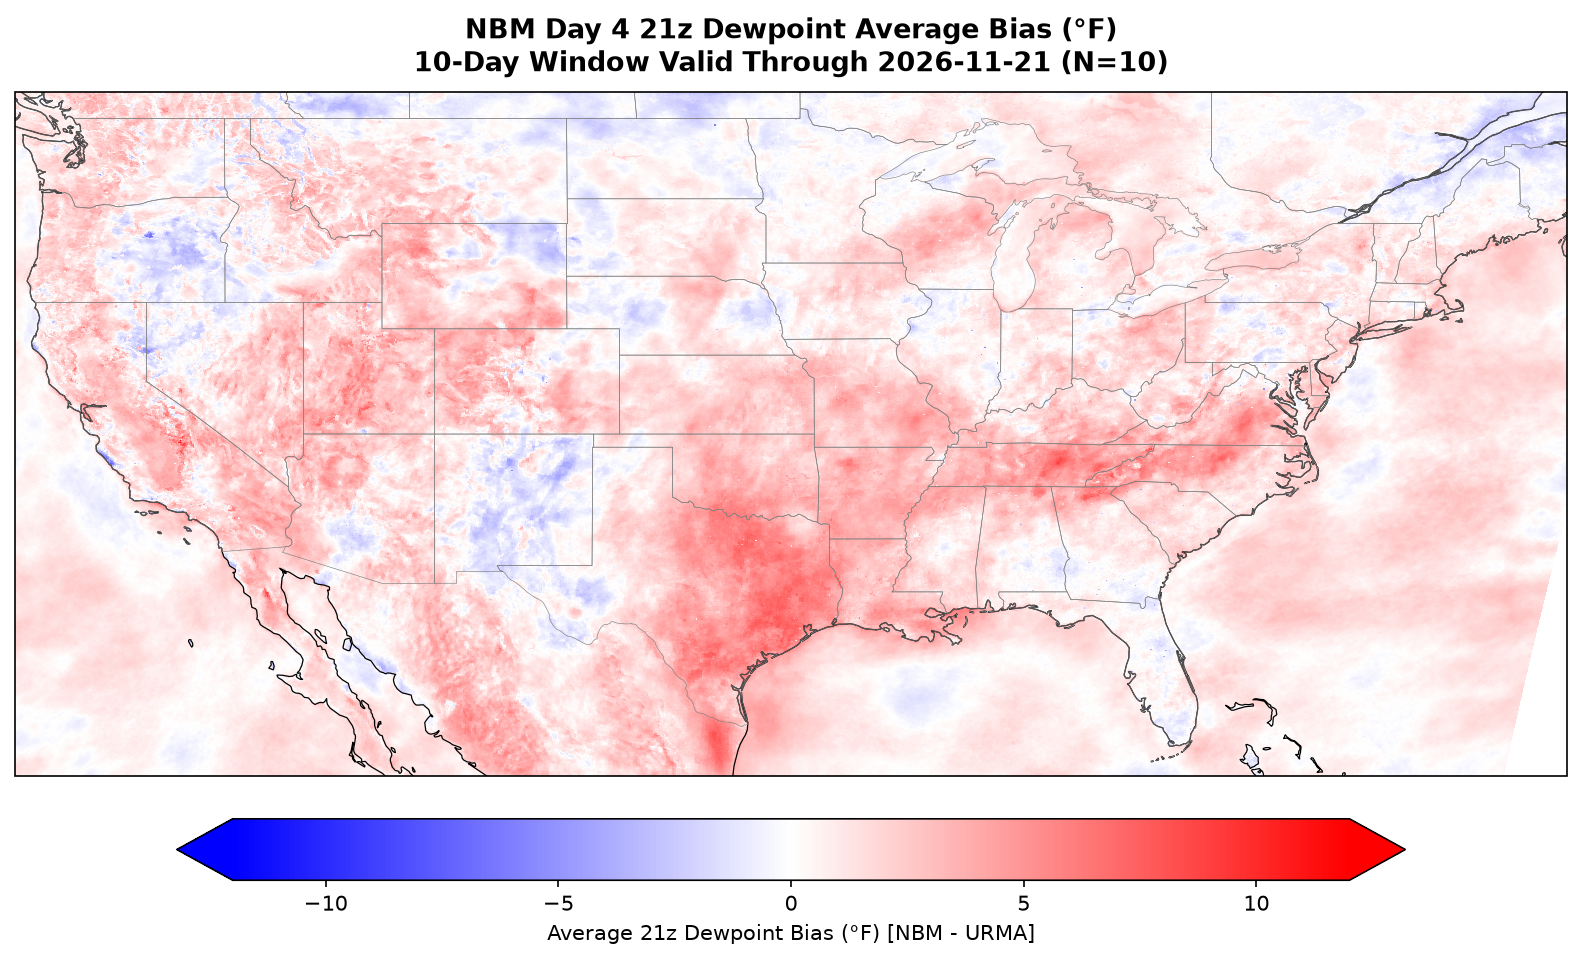 NBM Day 4 21z Dewpoint Average Bias (°F)
10-Day Window Valid Through 2026-11-21 (N=10)
−10 −5 0 5 10
Average 21z Dewpoint Bias (°F) [NBM - URMA]